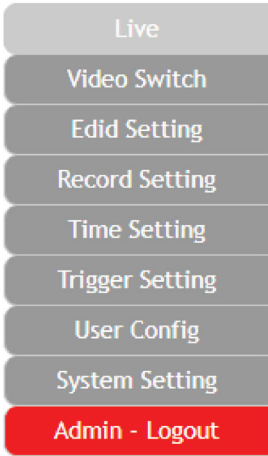 Live
Video Switch
Edid Setting
Record Setting
Time Setting
Trigger Setting
User Config
System Setting
Admin - Logout